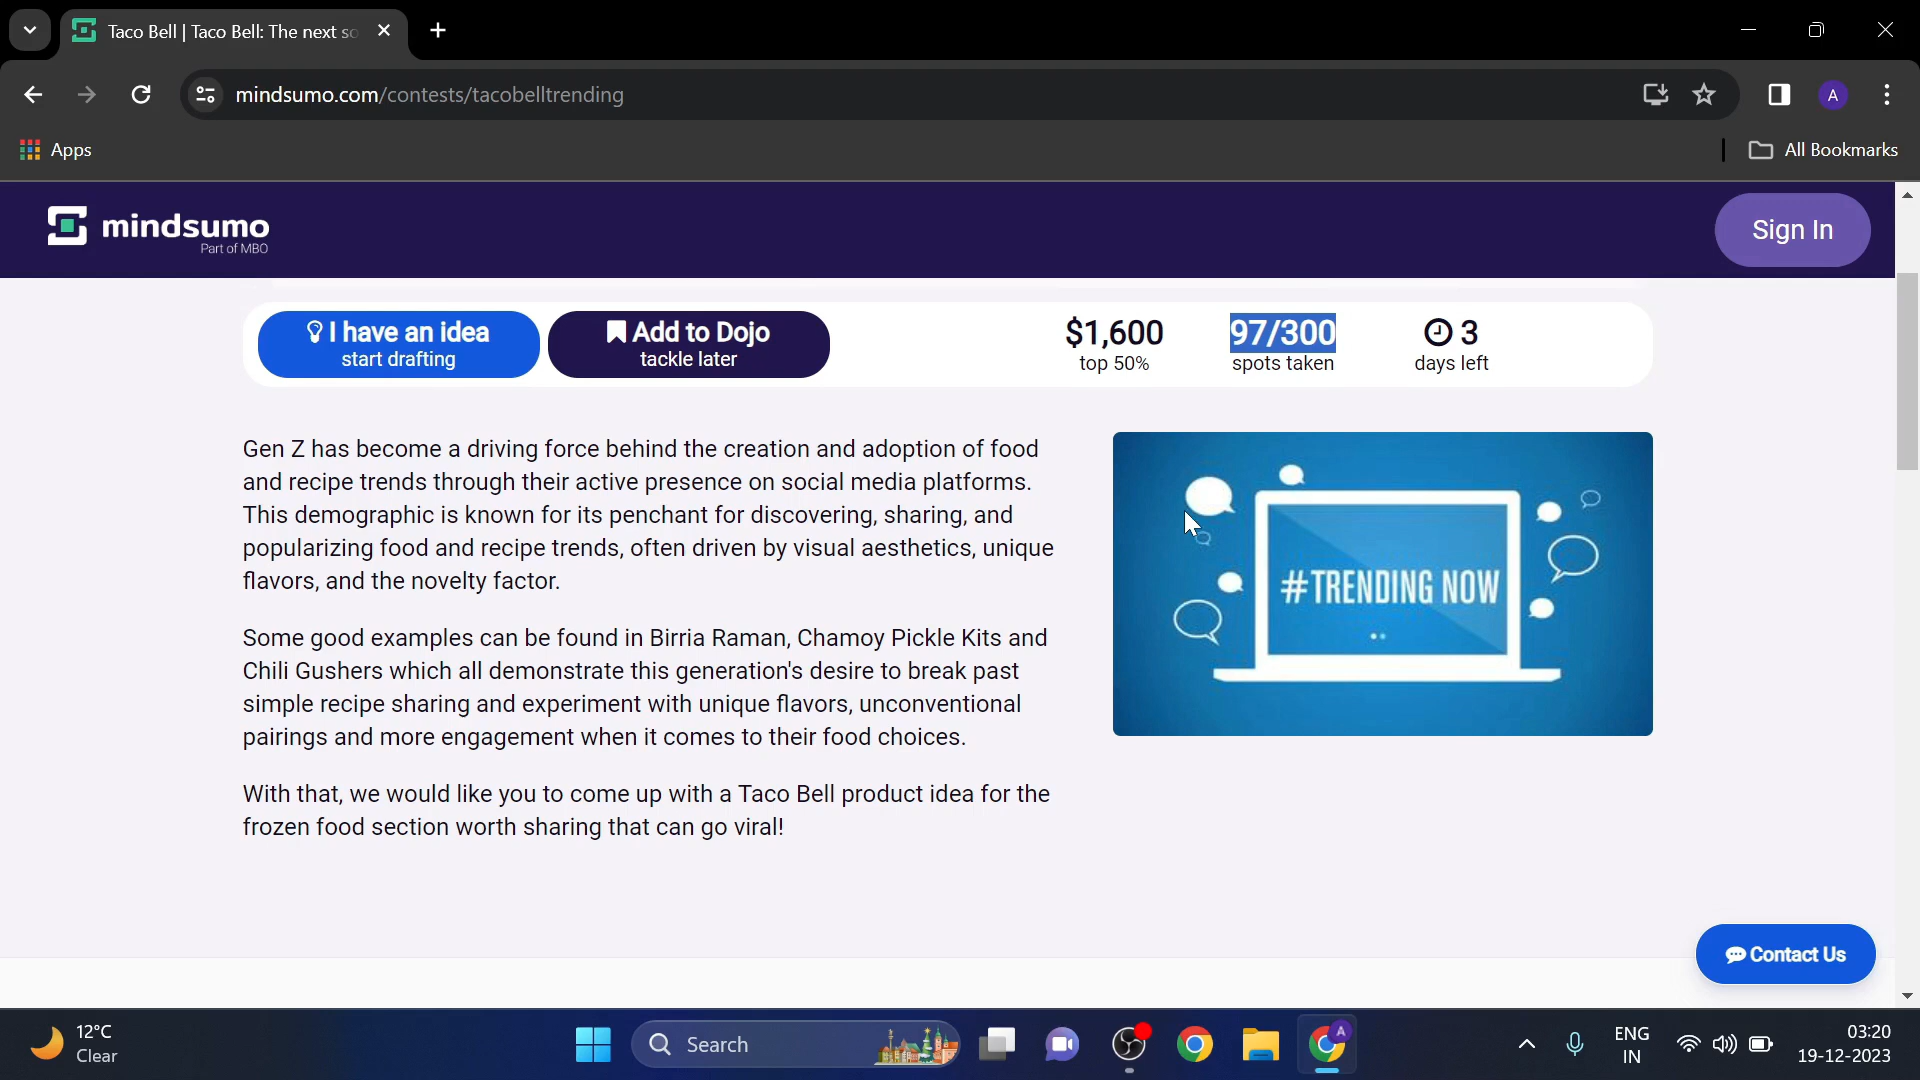 Taco Bell | Taco Bell: The next so
mindsumo.com/contests/tacobelltrending
A
Apps
All Bookmarks
mindsumo
Part of MBO
Sign In
I have an idea
start drafting
Add to Dojo
tackle later
$1,600
top 50%
97/300
spots taken
3
days left
Gen Z has become a driving force behind the creation and adoption of food
and recipe trends through their active presence on social media platforms.
This demographic is known for its penchant for discovering, sharing, and
popularizing food and recipe trends, often driven by visual aesthetics, unique
flavors, and the novelty factor.
#TRENDING NOW
Some good examples can be found in Birria Raman, Chamoy Pickle Kits and
Chili Gushers which all demonstrate this generation's desire to break past
simple recipe sharing and experiment with unique flavors, unconventional
pairings and more engagement when it comes to their food choices.
With that, we would like you to come up with a Taco Bell product idea for the
frozen food section worth sharing that can go viral!
Contact Us
12°C
Clear
Search
A
ENG
IN
03:20
19-12-2023